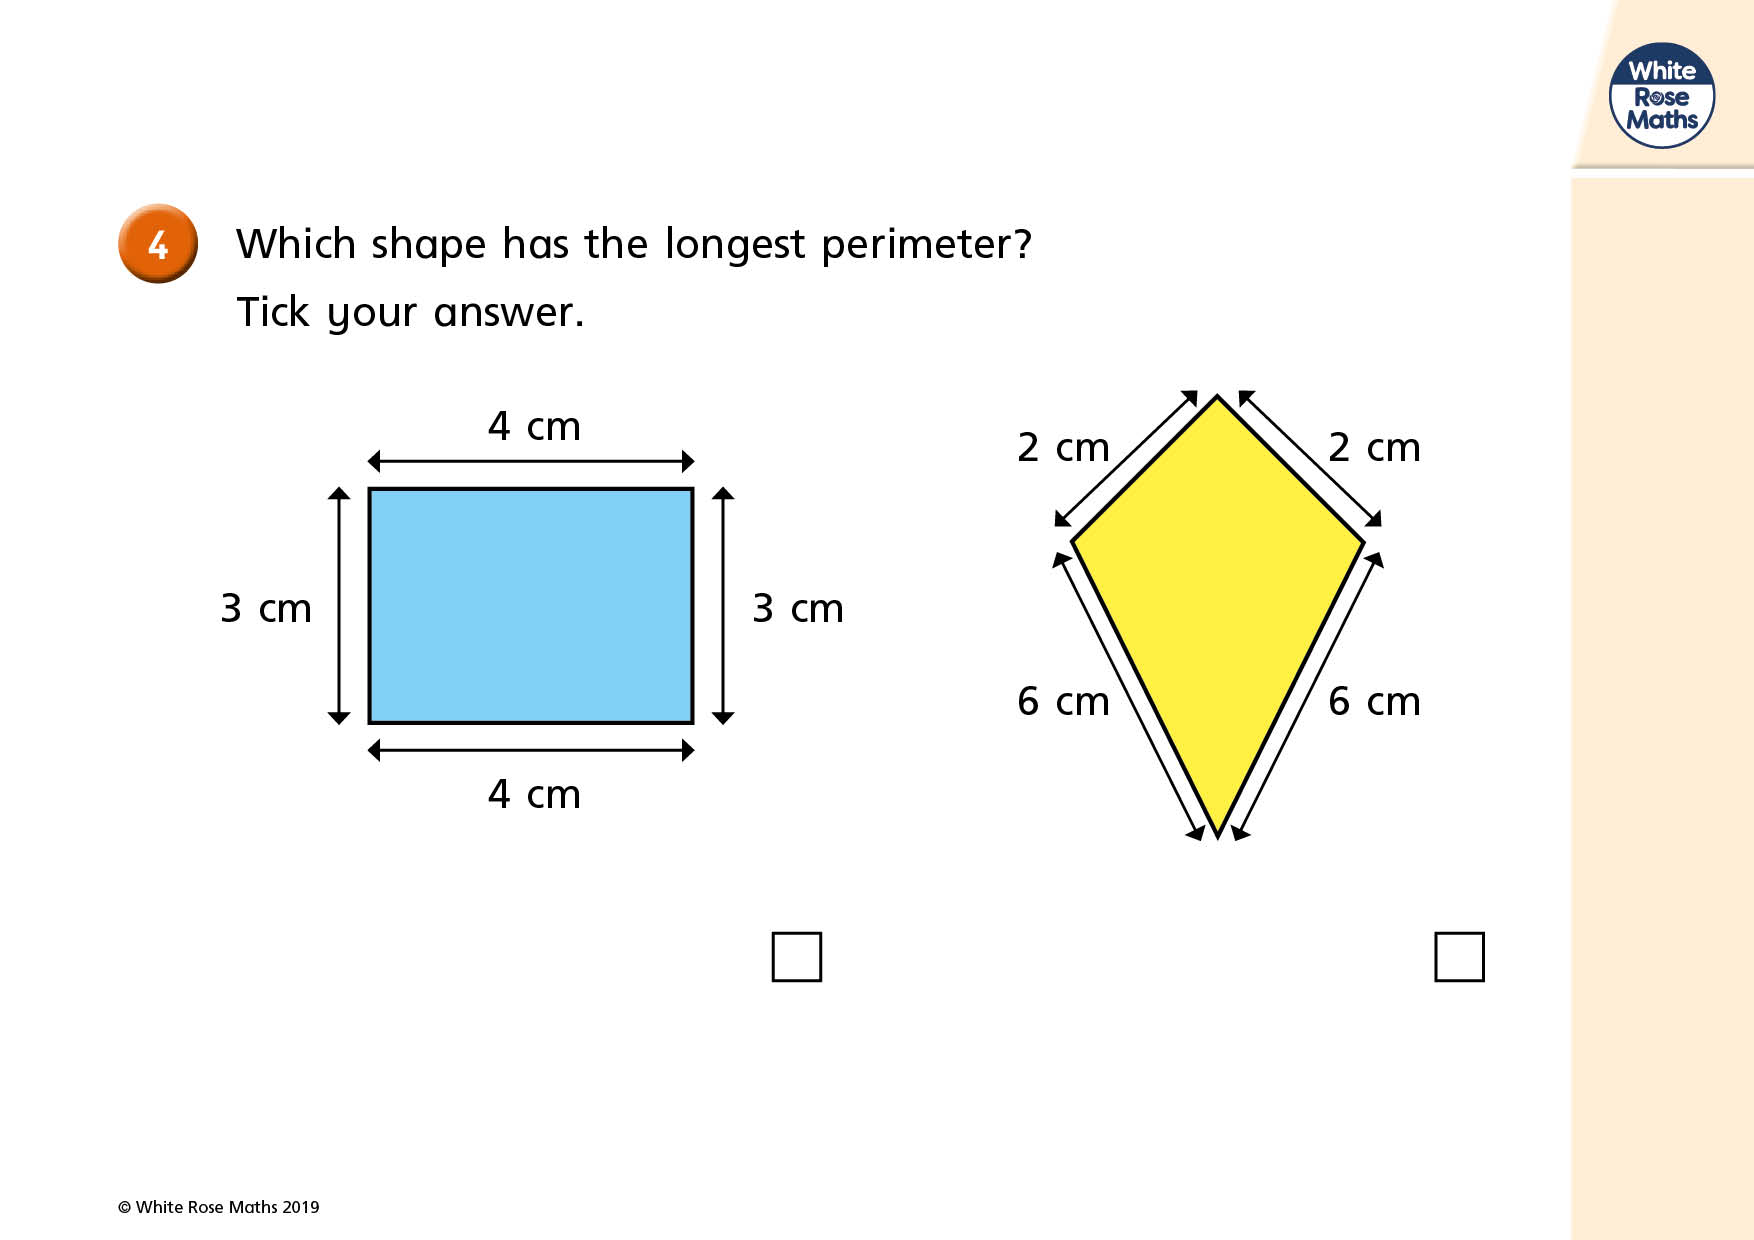 White
Rose
Maths
4
Which shape has the longest perimeter?
Tick your answer.
4 cm
3 cm
3 cm
4 cm
2 cm
2 cm
6 cm
6 cm
© White Rose Maths 2019